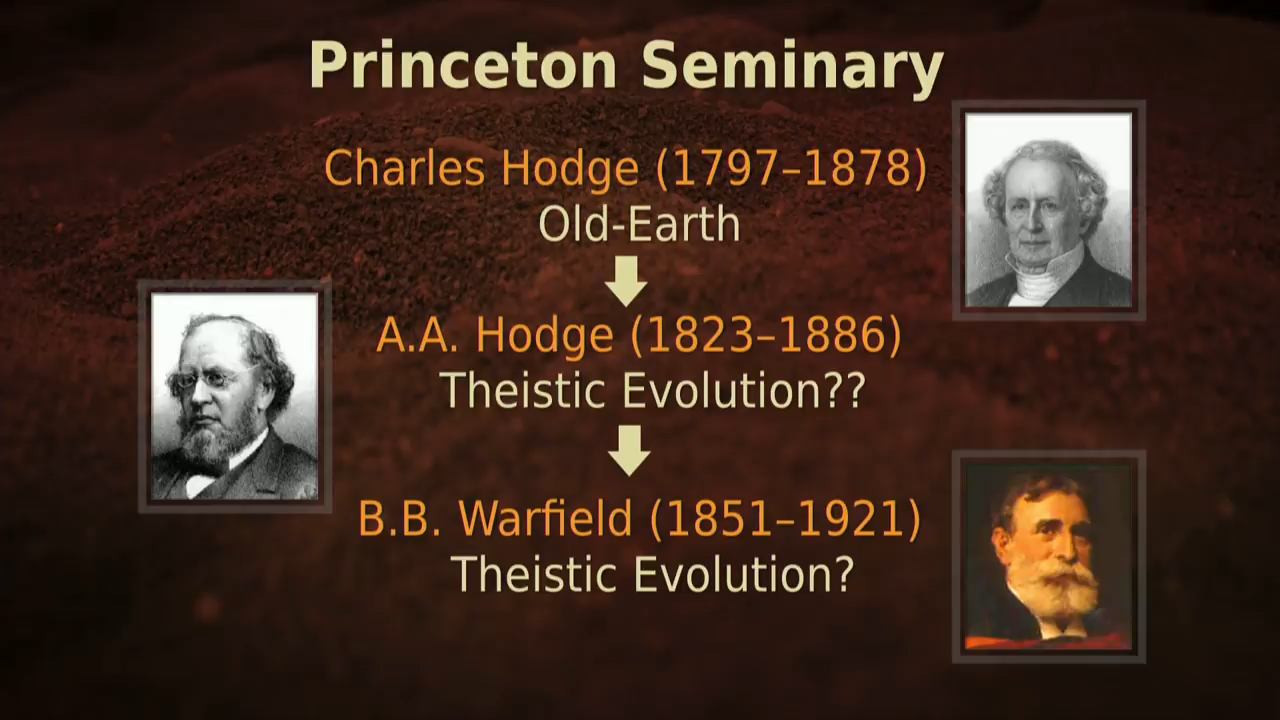 Princeton Seminary
Charles Hodge (1797–1878)
Old-Earth
A.A. Hodge (1823–1886)
Theistic Evolution??
B.B. Warfield (1851–1921)
Theistic Evolution?